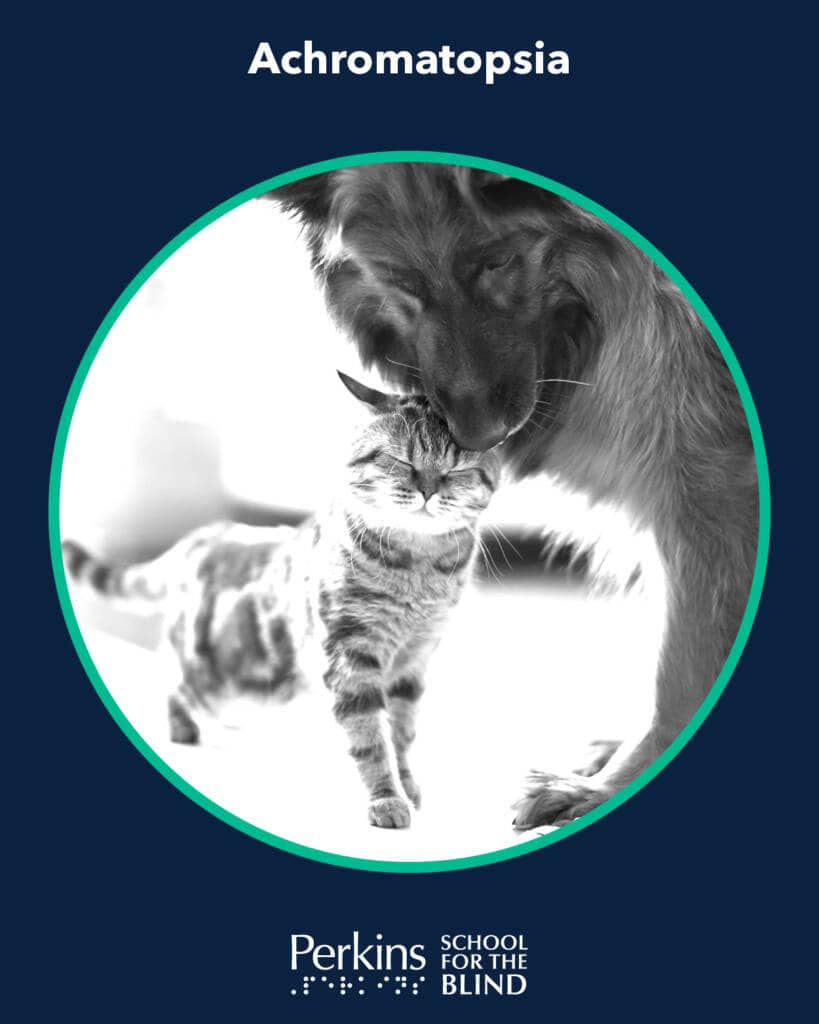 Achromatopsia
Perkins
⠠⠏⠑⠗⠅⠊⠝⠎
SCHOOL
FOR THE
BLIND